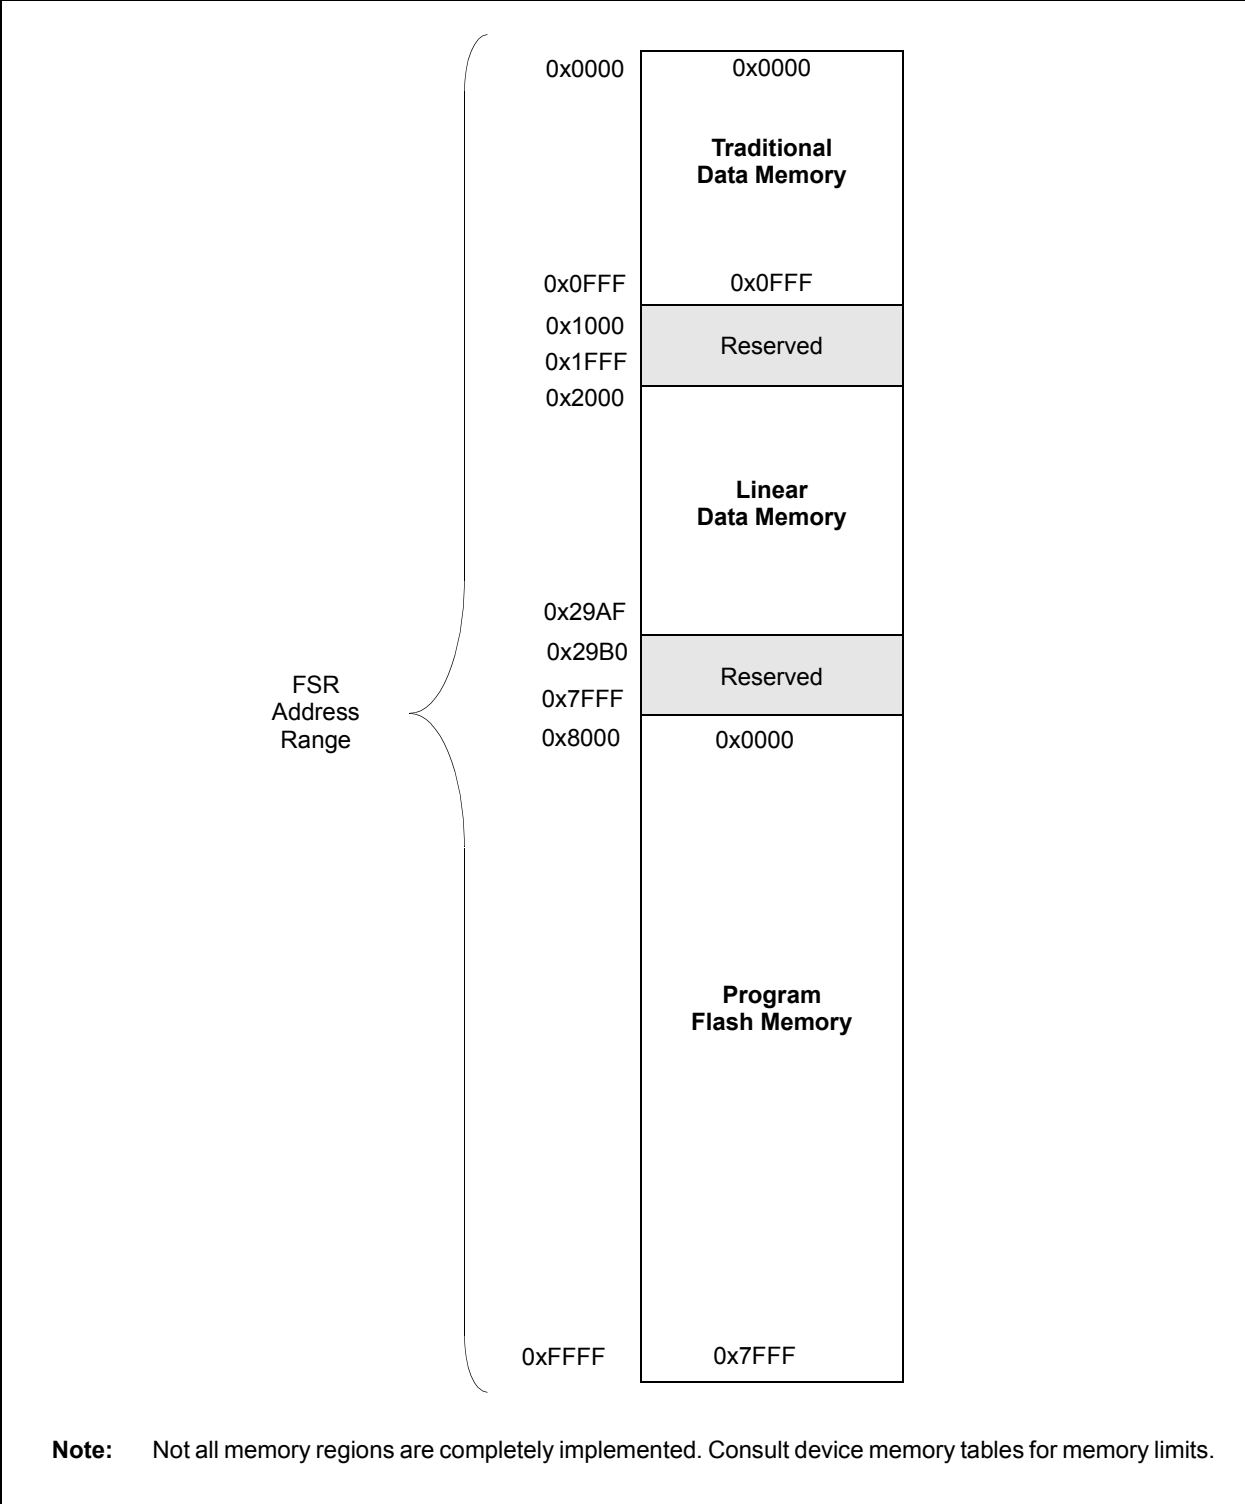 0x0000 0x0000
Traditional
Data Memory
0x0FFF 0x0FFF
0x1000
Reserved
0x1FFF
0x2000
Linear
Data Memory
0x29AF
0x29B0
Reserved
0x7FFF
FSR
Address
Range
0x8000 0x0000
Program
Flash Memory
0xFFFF 0x7FFF
Note: Not all memory regions are completely implemented. Consult device memory tables for memory limits.